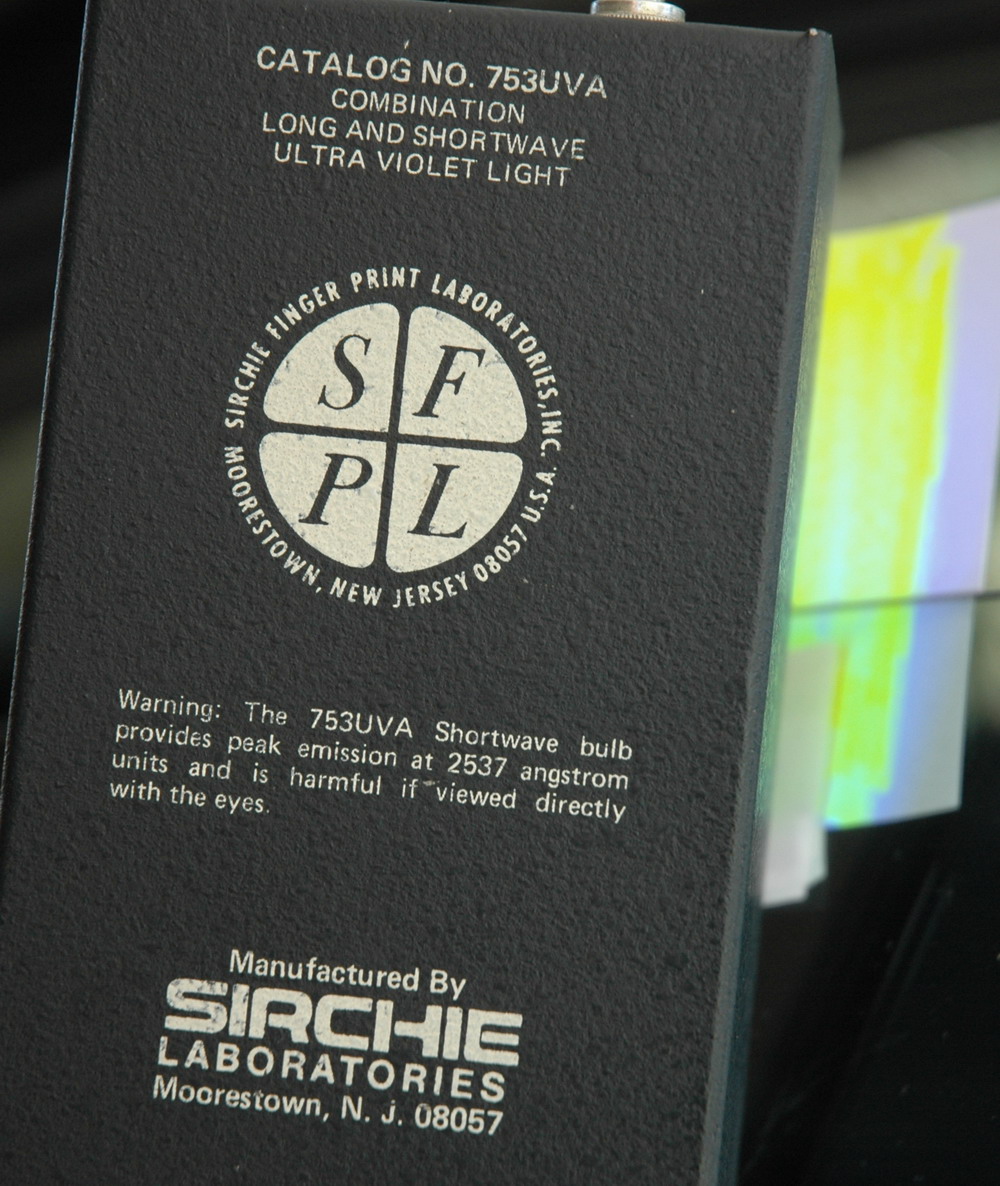 CATALOG NO. 753UVA
COMBINATION
LONG AND SHORTWAVE
ULTRA VIOLET LIGHT
SIRCHIE FINGER PRINT LABORATORIES, INC.
MOORESTOWN, NEW JERSEY 08057 U.S.A.
S F
P L
Warning: The 753UVA Shortwave bulb
provides peak emission at 2537 angstrom
units and is harmful if viewed directly
with the eyes.
Manufactured By
SIRCHIE
LABORATORIES
Moorestown, N. J. 08057